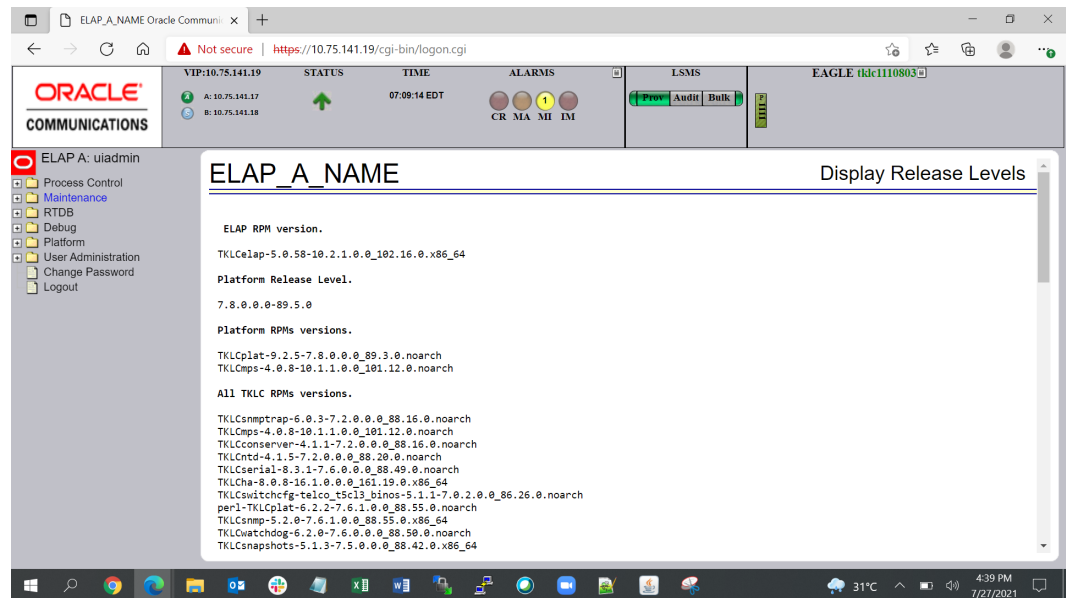 ELAP_A_NAME Oracle Commun
Not secure | https://10.75.141.19/cgi-bin/logon.cgi
ORACLE
COMMUNICATIONS
VIP:10.75.141.19 STATUS TIME ALARMS LSMS EAGLE tklc1110803
A: 10.75.141.17 07:09:14 EDT 1 Prov Audit Bulk P
B: 10.75.141.18
CR MA MI IM
ELAP A: uiadmin
Process Control
Maintenance
RTDB
Debug
Platform
User Administration
Change Password
Logout
ELAP_A_NAME Display Release Levels
ELAP RPM version.
TKLCelap-5.0.58-10.2.1.0.0_102.16.0.x86_64
Platform Release Level.
7.8.0.0.0-89.5.0
Platform RPMs versions.
TKLCplat-9.2.5-7.8.0.0.0_89.3.0.noarch
TKLCmps-4.0.8-10.1.1.0.0_101.12.0.noarch
All TKLC RPMs versions.
TKLCsnmptrap-6.0.3-7.2.0.0.0_88.16.0.noarch
TKLCmps-4.0.8-10.1.1.0.0_101.12.0.noarch
TKLCconserver-4.1.1-7.2.0.0.0_88.16.0.noarch
TKLCntd-4.1.5-7.2.0.0.0_88.20.0.noarch
TKLCserial-8.3.1-7.6.0.0.0_88.49.0.noarch
TKLCha-8.0.8-16.1.0.0.0_161.19.0.x86_64
TKLCswitchcfg-telco_t5cl3_binos-5.1.1-7.0.2.0.0_86.26.0.noarch
perl-TKLCplat-6.2.2-7.6.1.0.0_88.55.0.noarch
TKLCsnmp-5.2.0-7.6.1.0.0_88.55.0.x86_64
TKLCwatchdog-6.2.0-7.6.0.0.0_88.50.0.noarch
TKLCsnapshots-5.1.3-7.5.0.0.0_88.42.0.x86_64
31°C 4:39 PM
7/27/2021